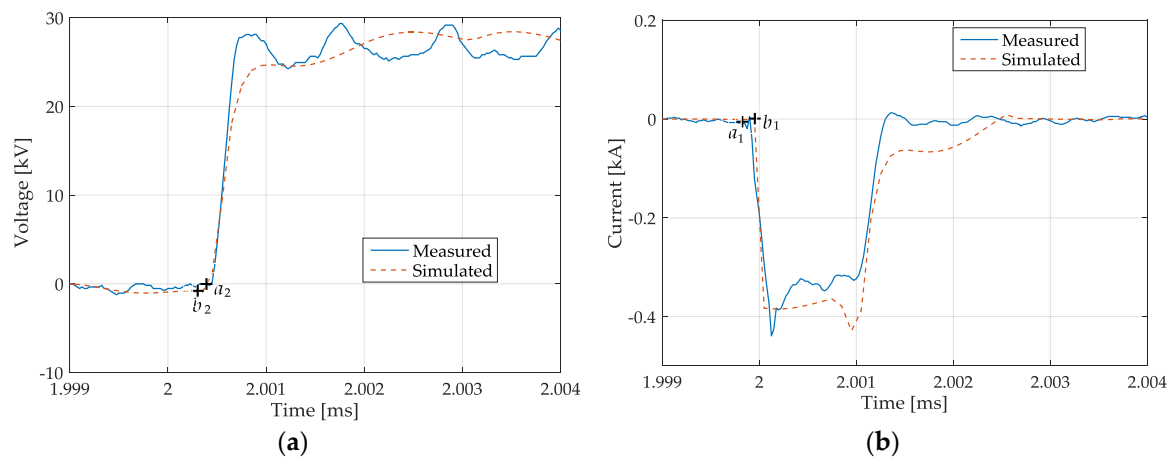 30
20
10
0
-10
Voltage [kV]
Measured
Simulated
b2
a2
1.999
2
2.001
2.002
2.003
2.004
Time [ms]
(a)
0.2
0
-0.2
-0.4
Current [kA]
Measured
Simulated
a1
b1
1.999
2
2.001
2.002
2.003
2.004
Time [ms]
(b)